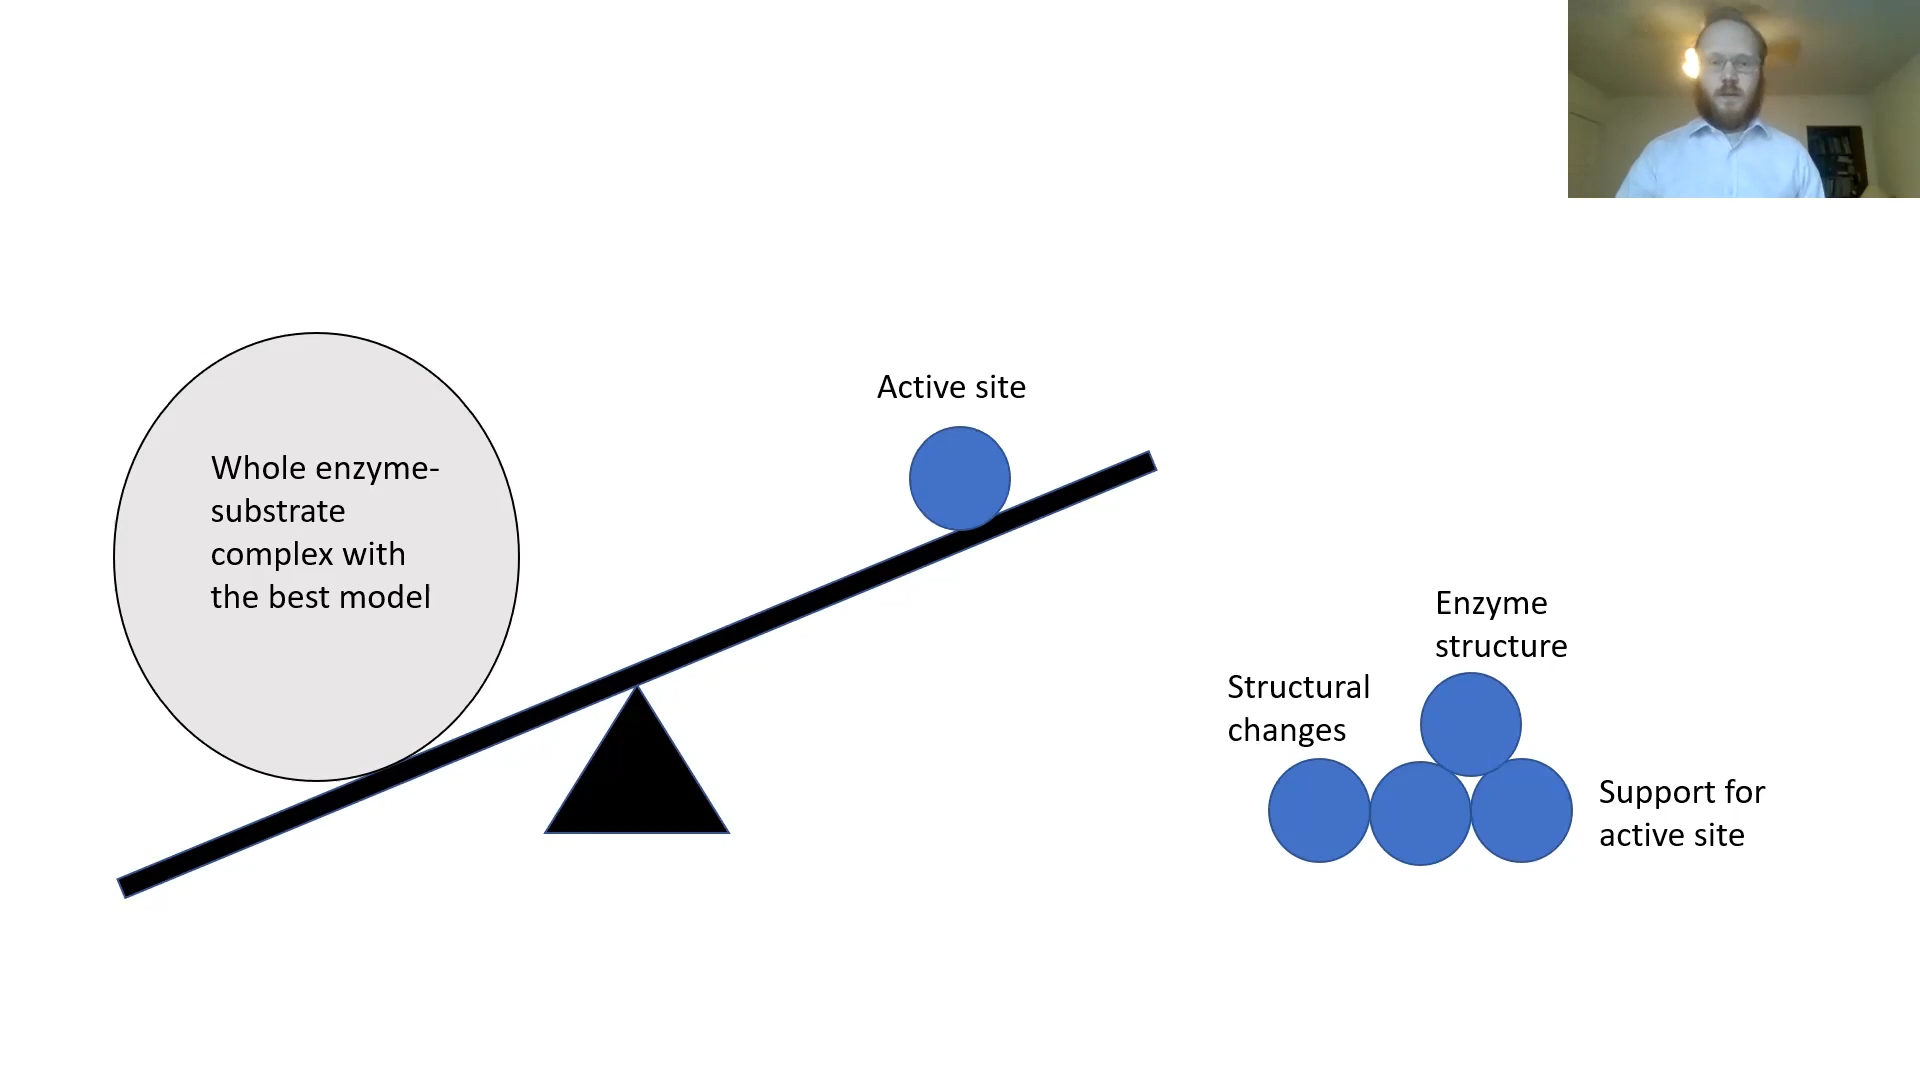 Active site
Whole enzyme-
substrate
complex with
the best model
Enzyme
structure
Structural
changes
Support for
active site